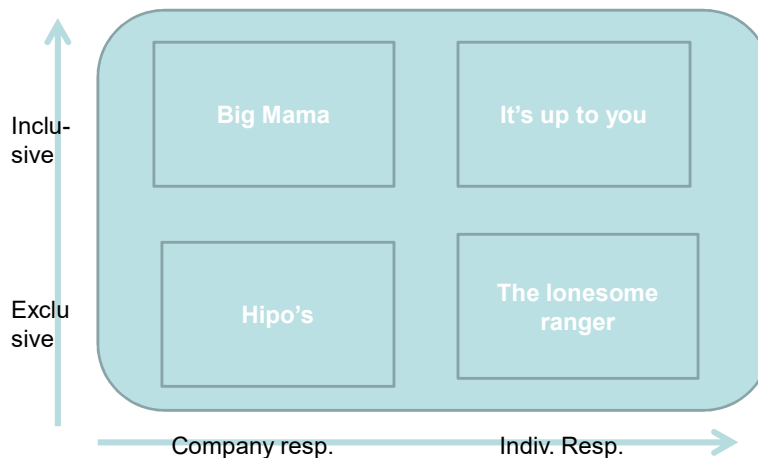 Big Mama
It's up to you
Inclu-
sive
Hipo's
The lonesome
ranger
Exclu
sive
Company resp.
Indiv. Resp.